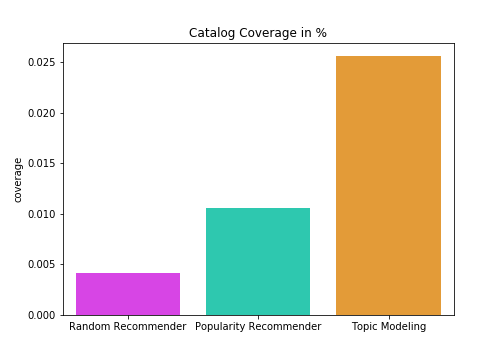 Catalog Coverage in %
0.025
0.020
0.015
0.010
0.005
0.000
coverage
Random Recommender
Popularity Recommender
Topic Modeling